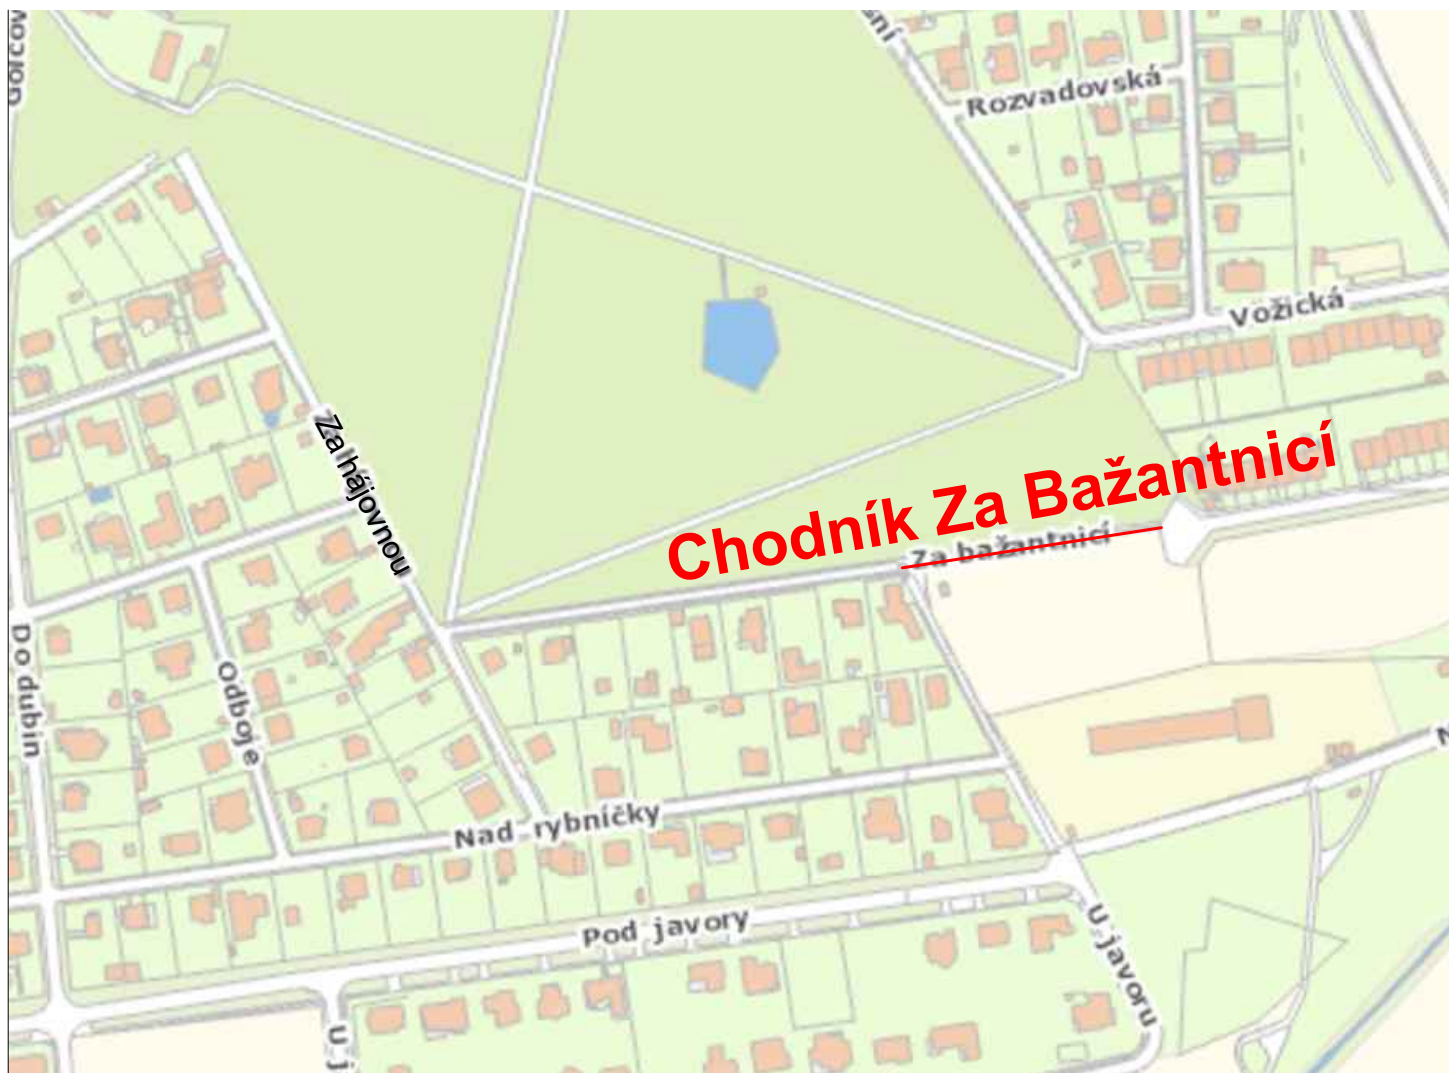 Rozvadovská
Vožická
Chodník Za Bažantnicí
Za bažantnicí
Za hájovnou
Do dubin
Odboje
Nad rybníčky
Pod javory
U javoru
U j